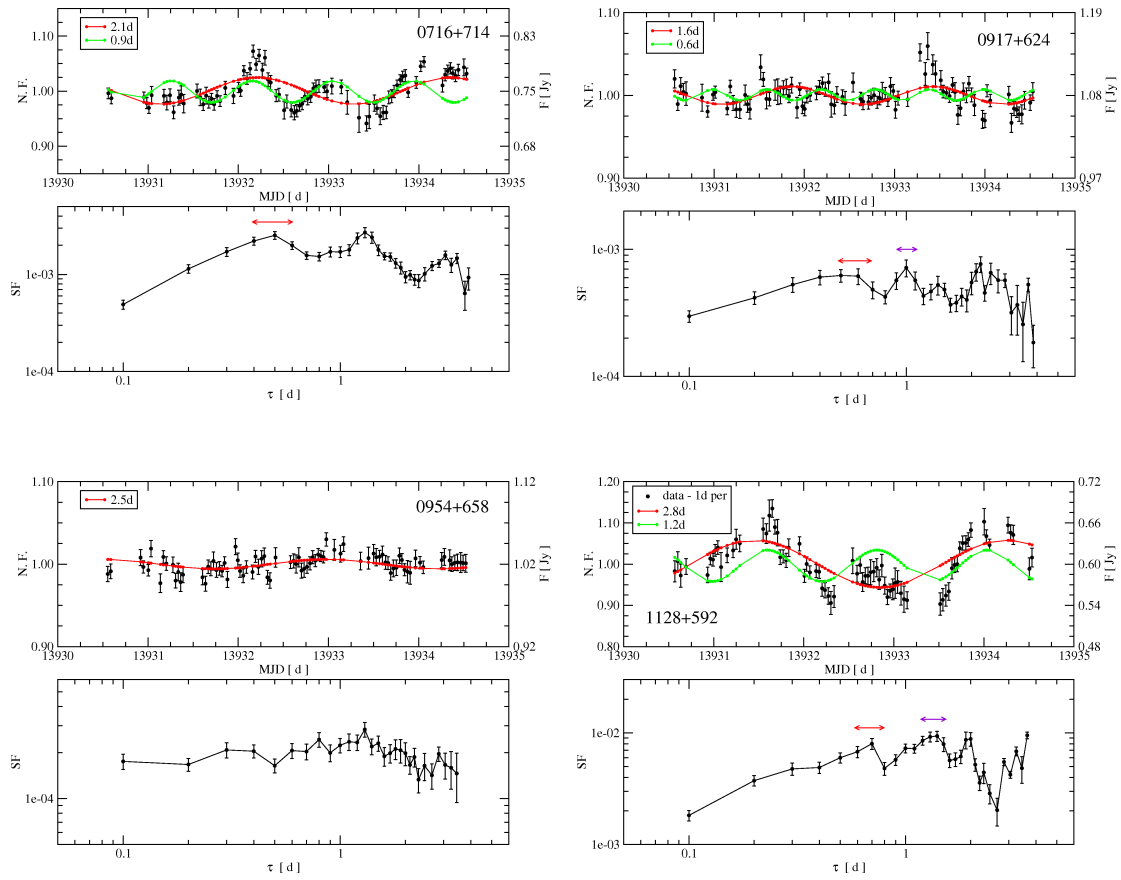 2.1d
0.9d
0716+714
1.10
1.00
0.90
N. F.
0.83
0.75
0.68
F [ Jy ]
13930 13931 13932 13933 13934 13935
MJD [ d ]
1e-03
1e-04
SF
0.1 1
τ [ d ]
1.6d
0.6d
0917+624
1.10
1.00
0.90
N. F.
1.19
1.08
0.97
F [ Jy ]
13930 13931 13932 13933 13934 13935
MJD [ d ]
1e-03
1e-04
SF
0.1 1
τ [ d ]
2.5d
0954+658
1.10
1.00
0.90
N. F.
1.12
1.02
0.92
F [ Jy ]
13930 13931 13932 13933 13934 13935
MJD [ d ]
1e-04
SF
0.1 1
τ [ d ]
data - 1d per
2.8d
1.2d
1128+592
1.20
1.10
1.00
0.90
0.80
N. F.
0.72
0.66
0.60
0.54
0.48
F [ Jy ]
13930 13931 13932 13933 13934 13935
MJD [ d ]
1e-02
1e-03
SF
0.1 1
τ [ d ]